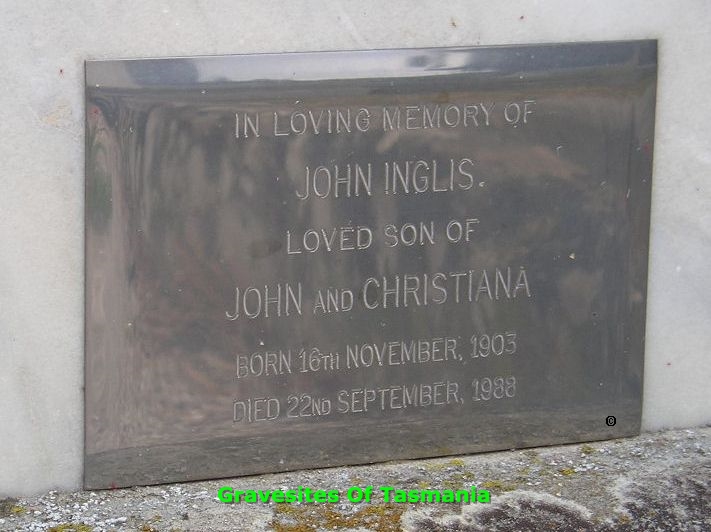 IN LOVING MEMORY OF
JOHN INGLIS.
LOVED SON OF
JOHN AND CHRISTIANA
BORN 16TH NOVEMBER, 1903
DIED 22ND SEPTEMBER, 1988
©
Gravesites Of Tasmania